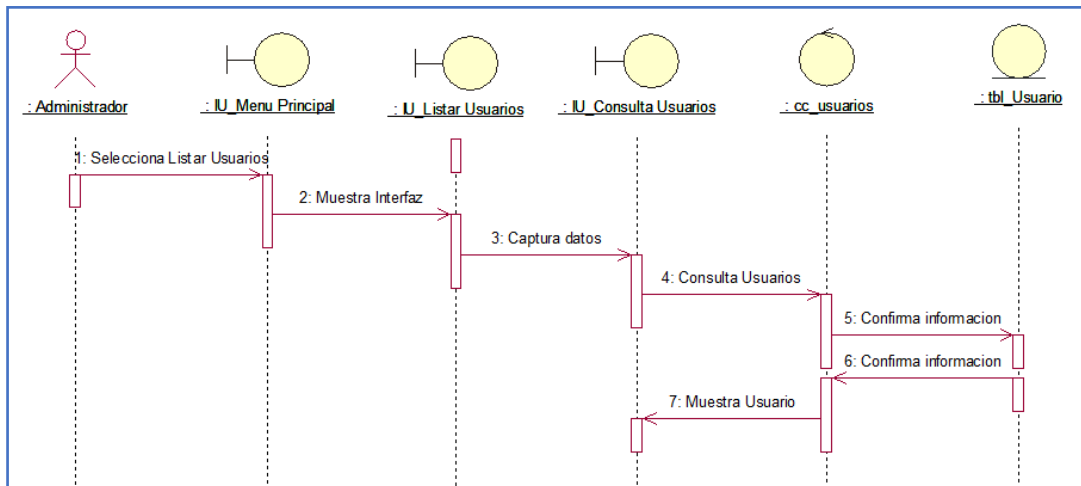 : Administrador
: IU_Menu Principal
: IU_Listar Usuarios
: IU_Consulta Usuarios
: cc_usuarios
: tbl_Usuario
1: Selecciona Listar Usuarios
2: Muestra Interfaz
3: Captura datos
4: Consulta Usuarios
5: Confirma informacion
6: Confirma informacion
7: Muestra Usuario